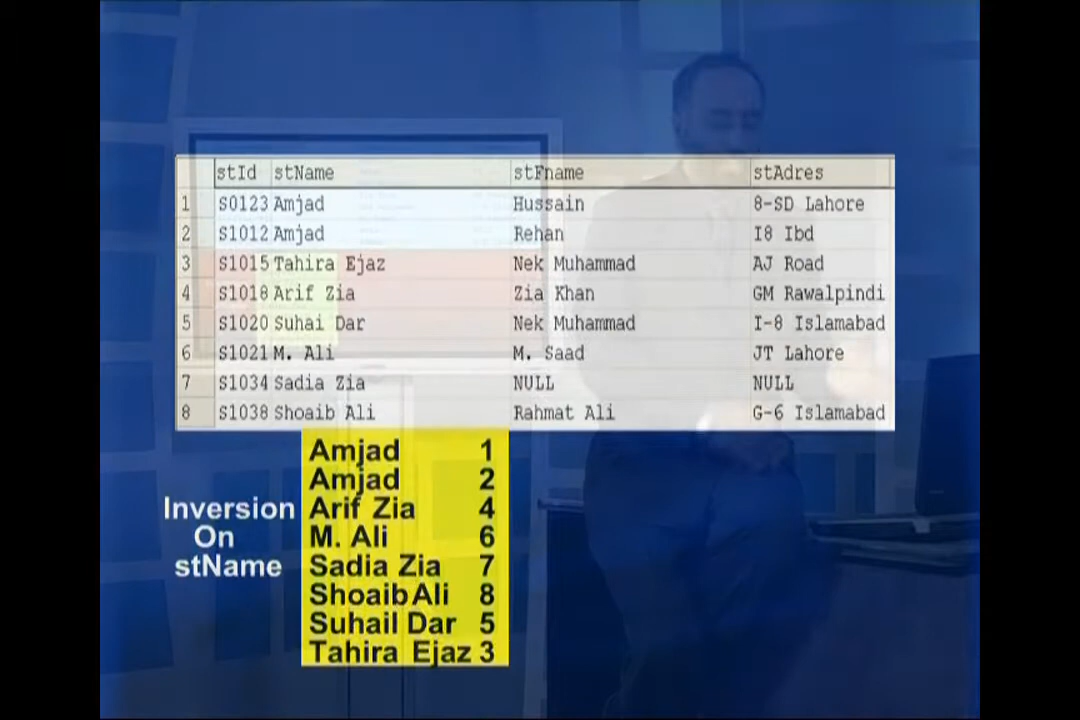 stId stName stFname stAdres
1 S0123 Amjad Hussain 8-SD Lahore
2 S1012 Amjad Rehan I8 Ibd
3 S1015 Tahira Ejaz Nek Muhammad AJ Road
4 S1018 Arif Zia Zia Khan GM Rawalpindi
5 S1020 Suhai Dar Nek Muhammad I-8 Islamabad
6 S1021 M. Ali M. Saad JT Lahore
7 S1034 Sadia Zia NULL NULL
8 S1038 Shoaib Ali Rahmat Ali G-6 Islamabad
Inversion
On
stName
Amjad 1
Amjad 2
Arif Zia 4
M. Ali 6
Sadia Zia 7
Shoaib Ali 8
Suhail Dar 5
Tahira Ejaz 3